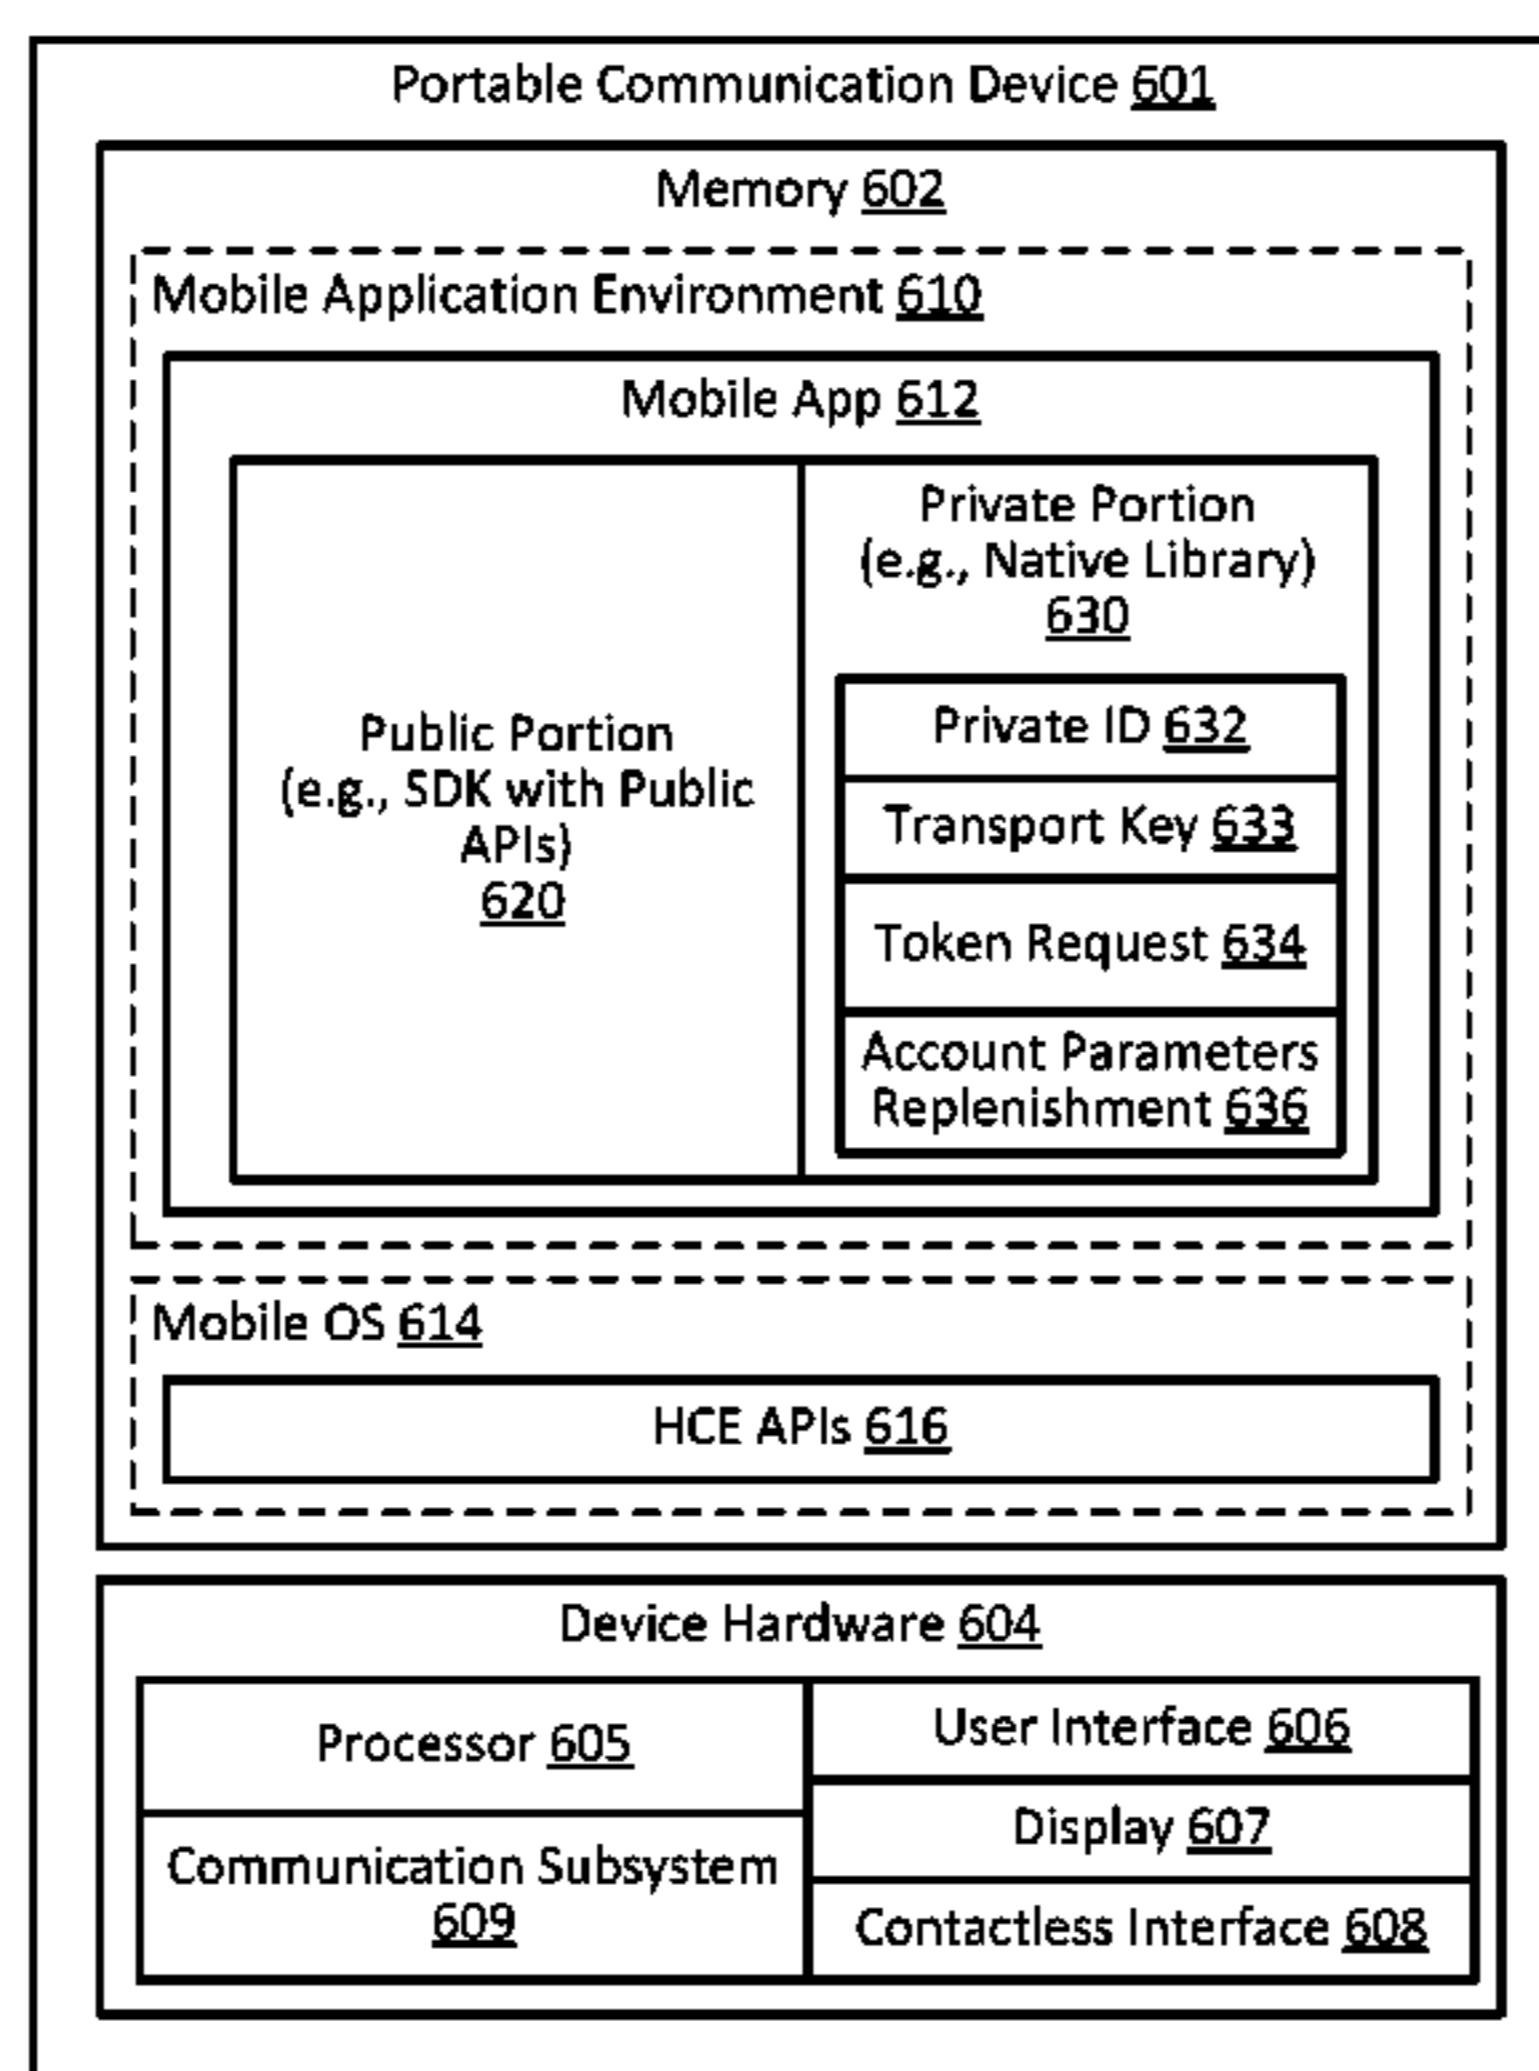 Portable Communication Device 601
Memory 602
Mobile Application Environment 610
Mobile App 612
Public Portion
(e.g., SDK with Public
APIs)
620
Private Portion
(e.g., Native Library)
630
Private ID 632
Transport Key 633
Token Request 634
Account Parameters
Replenishment 636
Mobile OS 614
HCE APIs 616
Device Hardware 604
Processor 605
Communication Subsystem
609
User Interface 606
Display 607
Contactless Interface 608